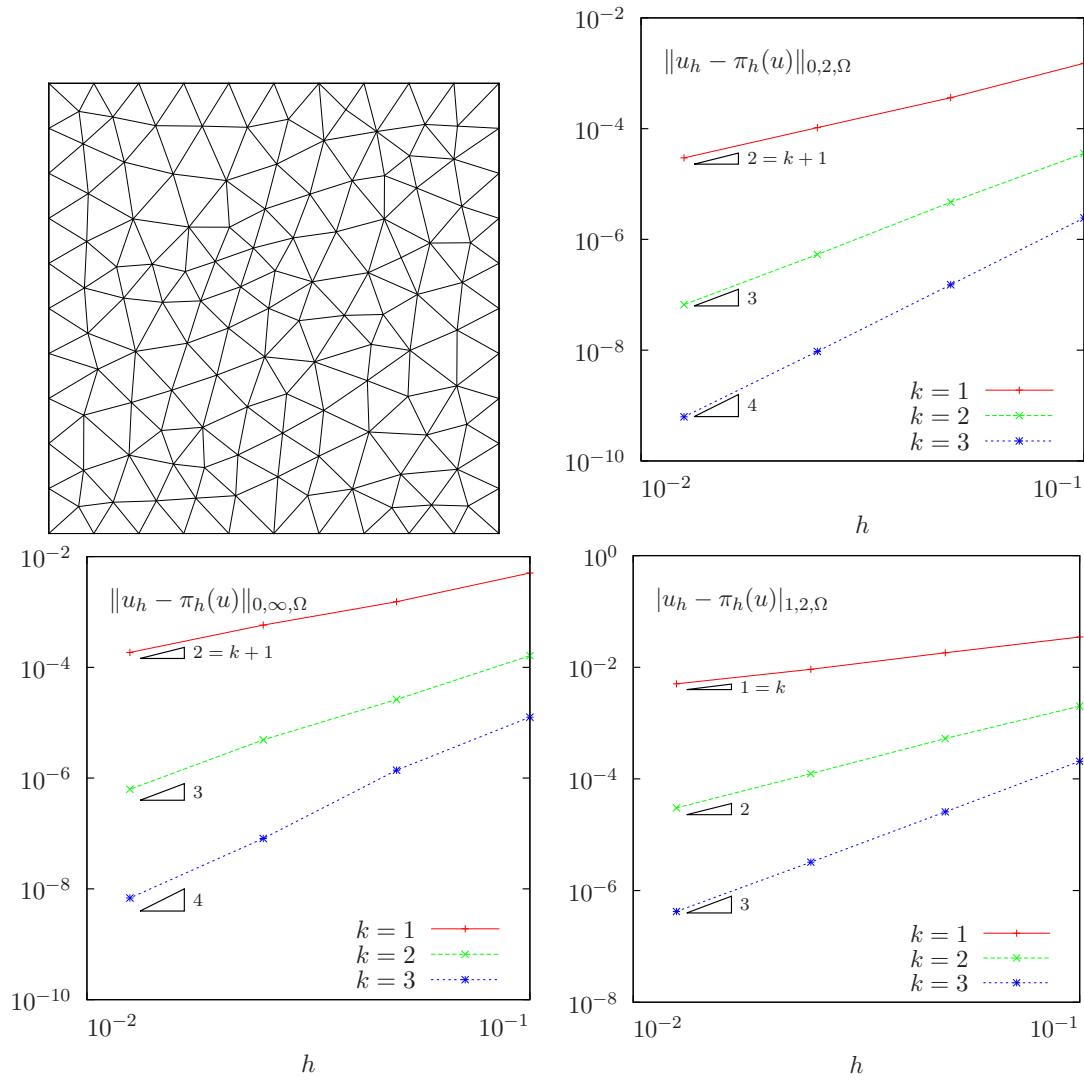 10^{-2}
‖u_h − π_h(u)‖_{0,2,Ω}
10^{-4}
2 = k + 1
10^{-6}
3
10^{-8}
4
k = 1
k = 2
k = 3
10^{-10}
10^{-2}
10^{-1}
h
10^{-2}
‖u_h − π_h(u)‖_{0,∞,Ω}
10^{-4}
2 = k + 1
10^{-6}
3
10^{-8}
4
k = 1
k = 2
k = 3
10^{-10}
10^{-2}
10^{-1}
h
10^{0}
|u_h − π_h(u)|_{1,2,Ω}
10^{-2}
1 = k
10^{-4}
2
10^{-6}
3
k = 1
k = 2
k = 3
10^{-8}
10^{-2}
10^{-1}
h